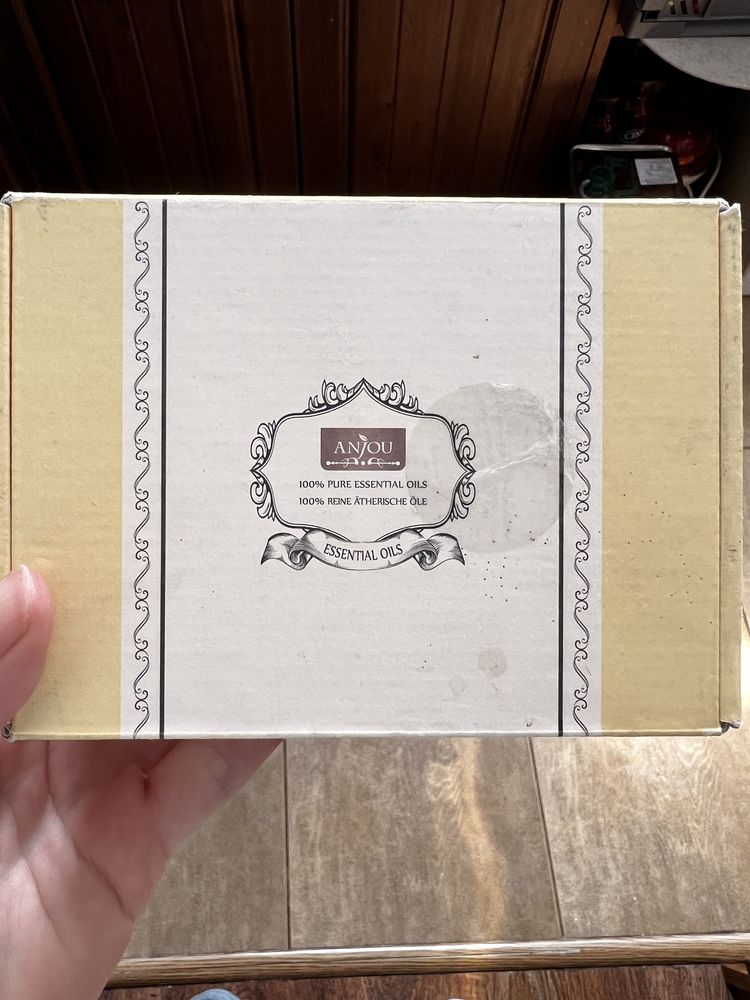 ANJOU
100% PURE ESSENTIAL OILS
100% REINE ÄTHERISCHE ÖLE
ESSENTIAL OILS